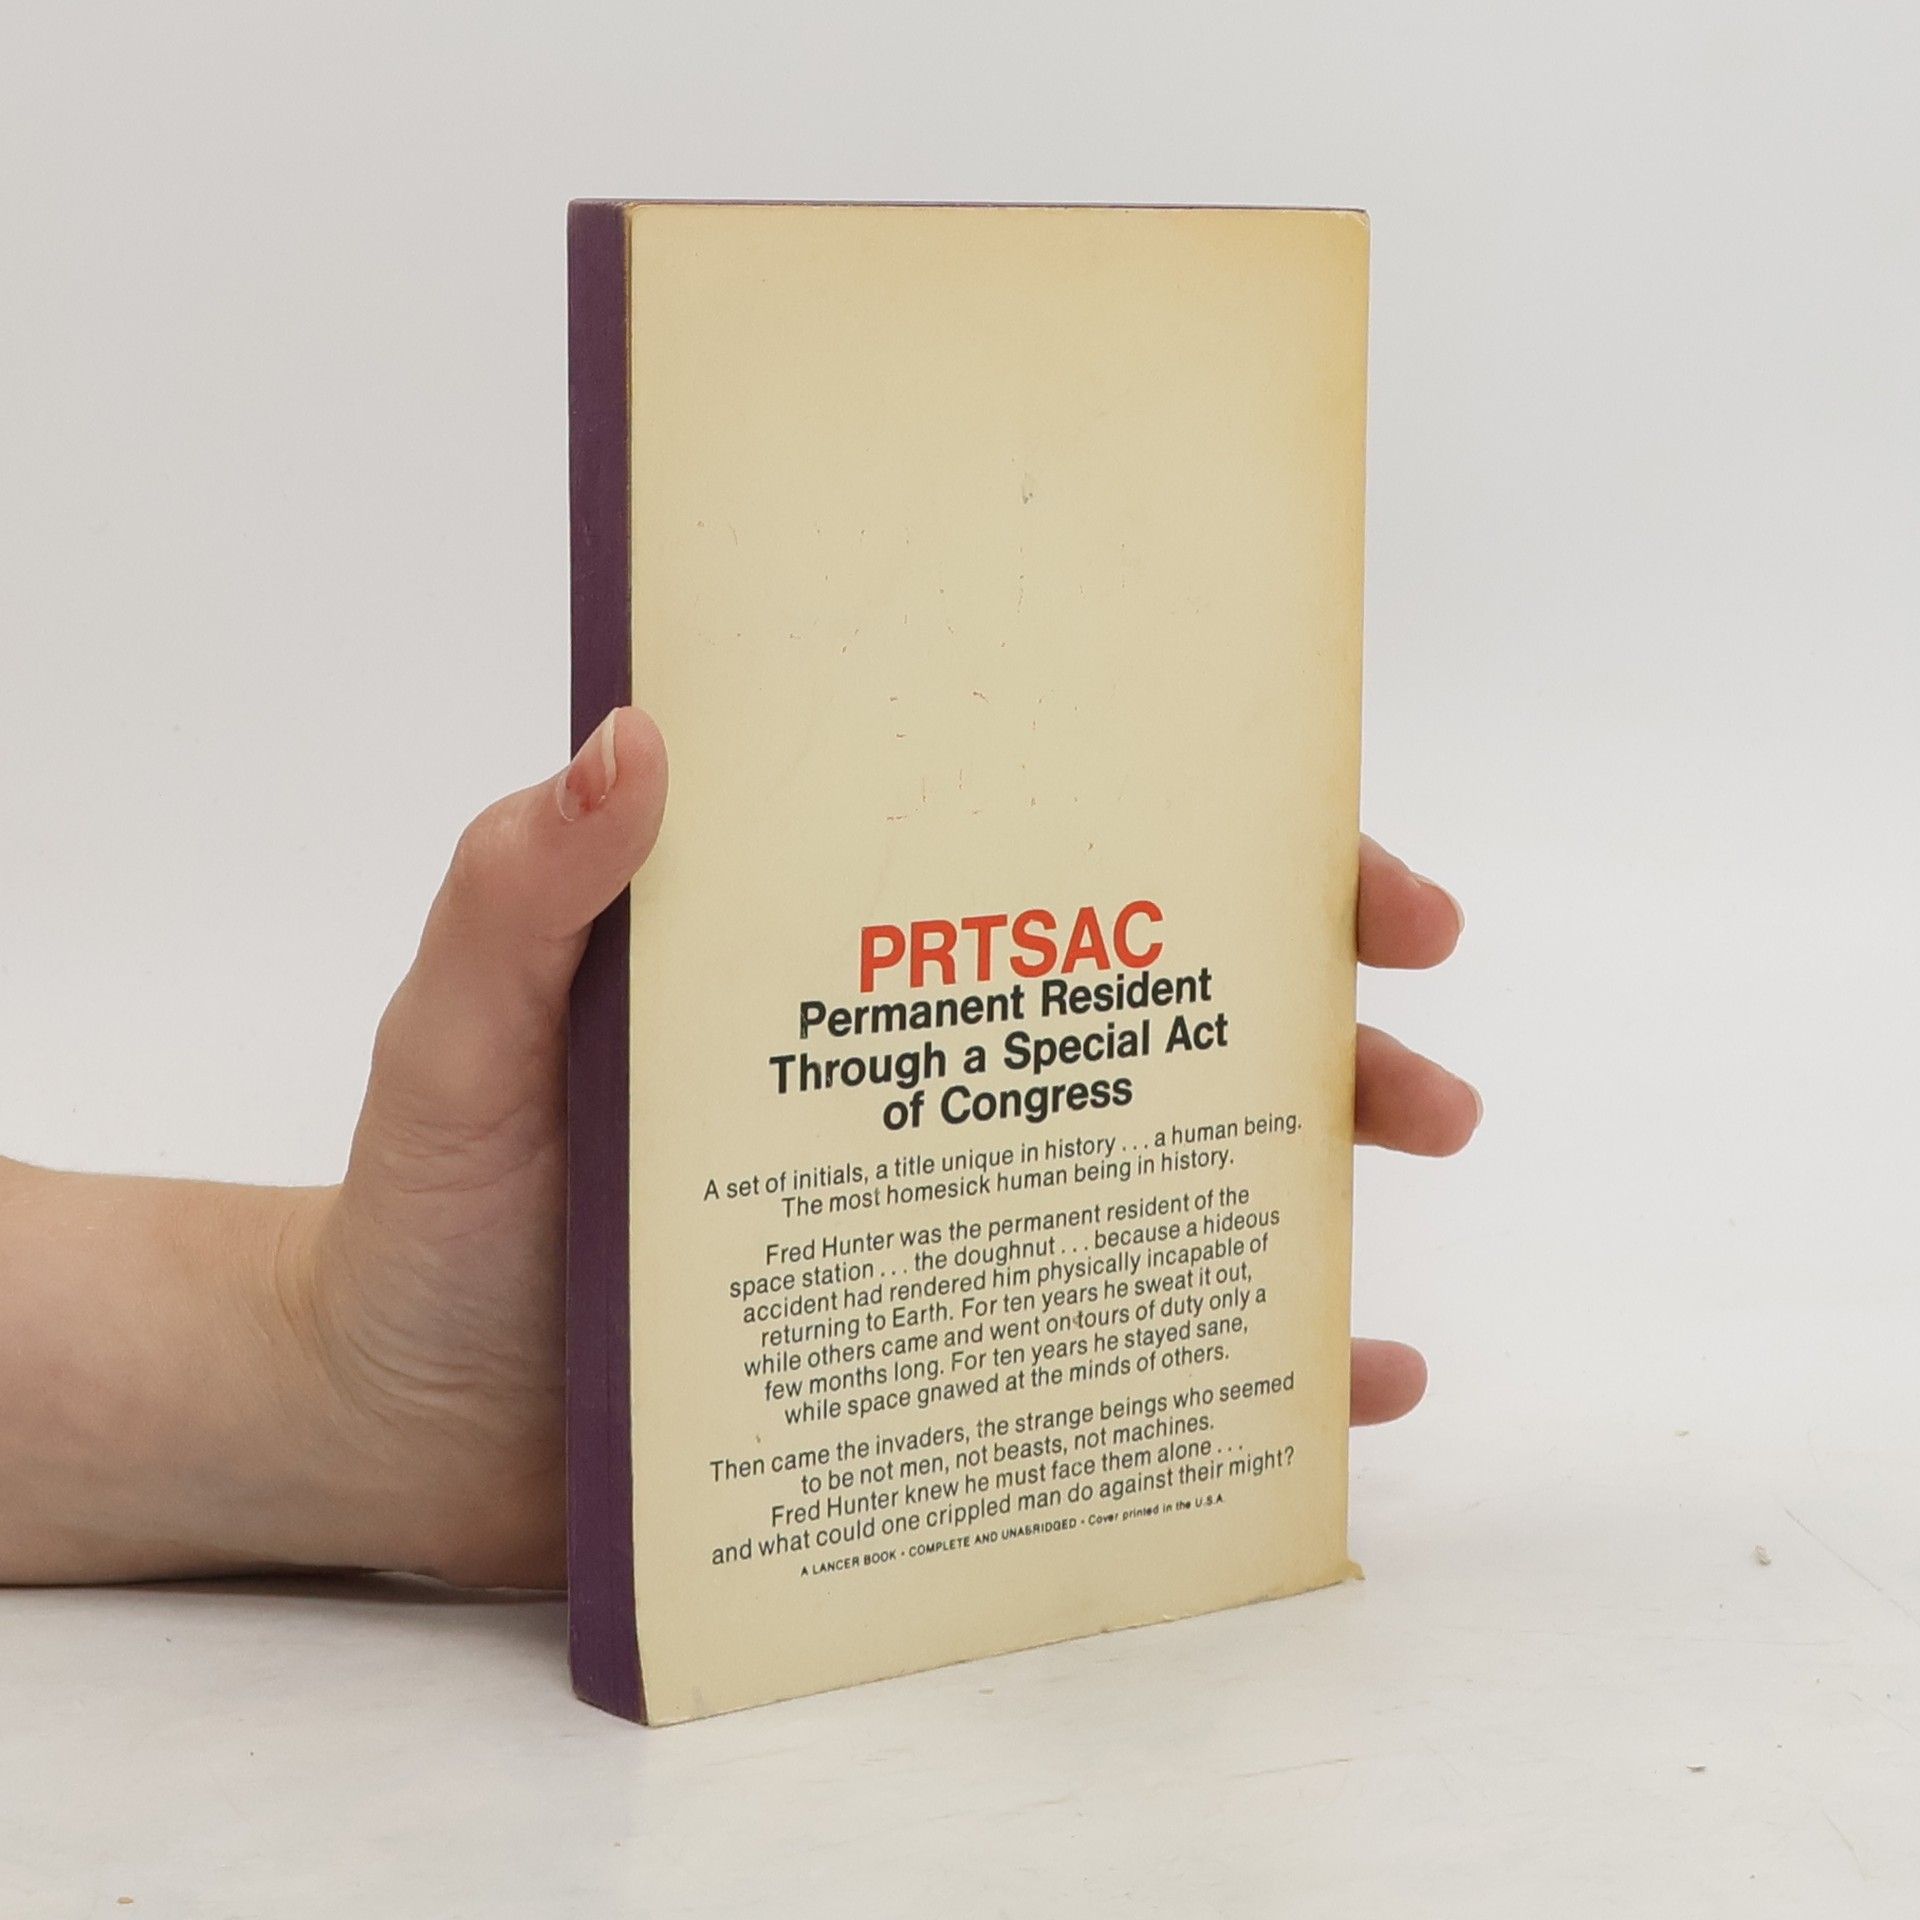 PRTSAC
Permanent Resident
Through a Special Act
of Congress
A set of initials, a title unique in history . . . a human being.
The most homesick human being in history.
Fred Hunter was the permanent resident of the
space station . . . the doughnut . . . because a hideous
accident had rendered him physically incapable of
returning to Earth. For ten years he sweat it out,
while others came and went on tours of duty only a
few months long. For ten years he stayed sane,
while space gnawed at the minds of others.
Then came the invaders, the strange beings who seemed
to be not men, not beasts, not machines.
Fred Hunter knew he must face them alone . . .
and what could one crippled man do against their might?
A LANCER BOOK • COMPLETE AND UNABRIDGED • Cover printed in the U.S.A.